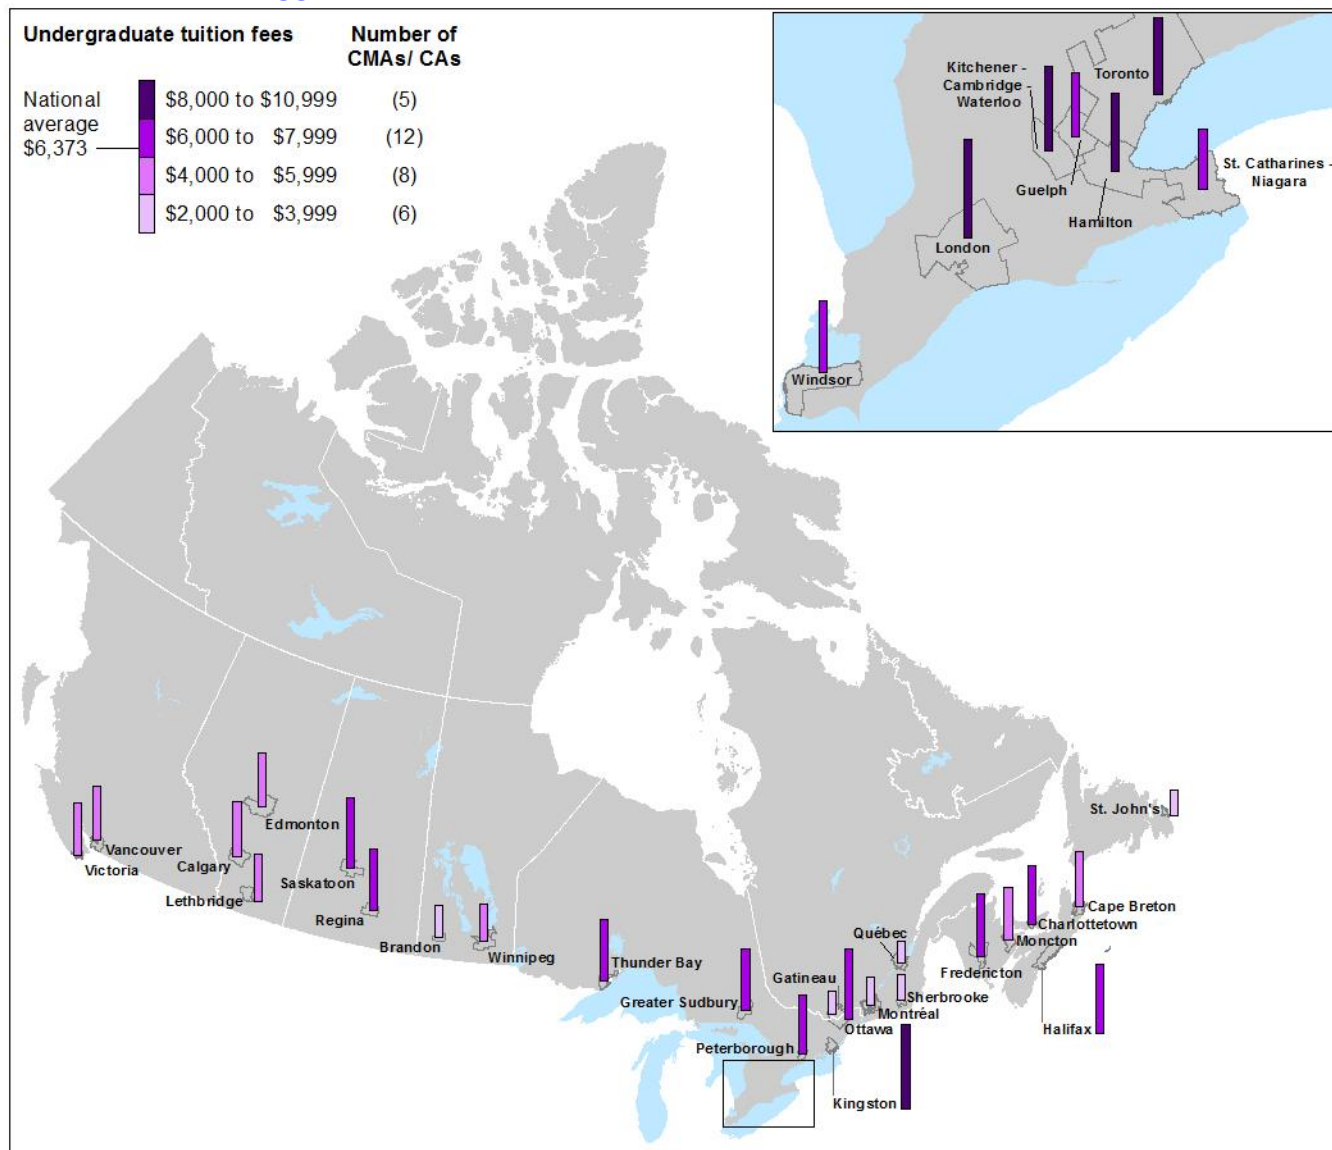 Undergraduate tuition fees
Number of
CMAs/ CAs
National
average
$6,373
$8,000 to $10,999 (5)
$6,000 to $7,999 (12)
$4,000 to $5,999 (8)
$2,000 to $3,999 (6)
Kitchener -
Cambridge -
Waterloo
Toronto
Guelph
Hamilton
St. Catharines -
Niagara
London
Windsor
Edmonton
Vancouver
Victoria
Calgary
Lethbridge
Saskatoon
Regina
Brandon
Winnipeg
Thunder Bay
Greater Sudbury
Peterborough
Gatineau
Ottawa
Kingston
Québec
Montréal
Sherbrooke
St. John's
Cape Breton
Charlottetown
Moncton
Fredericton
Halifax